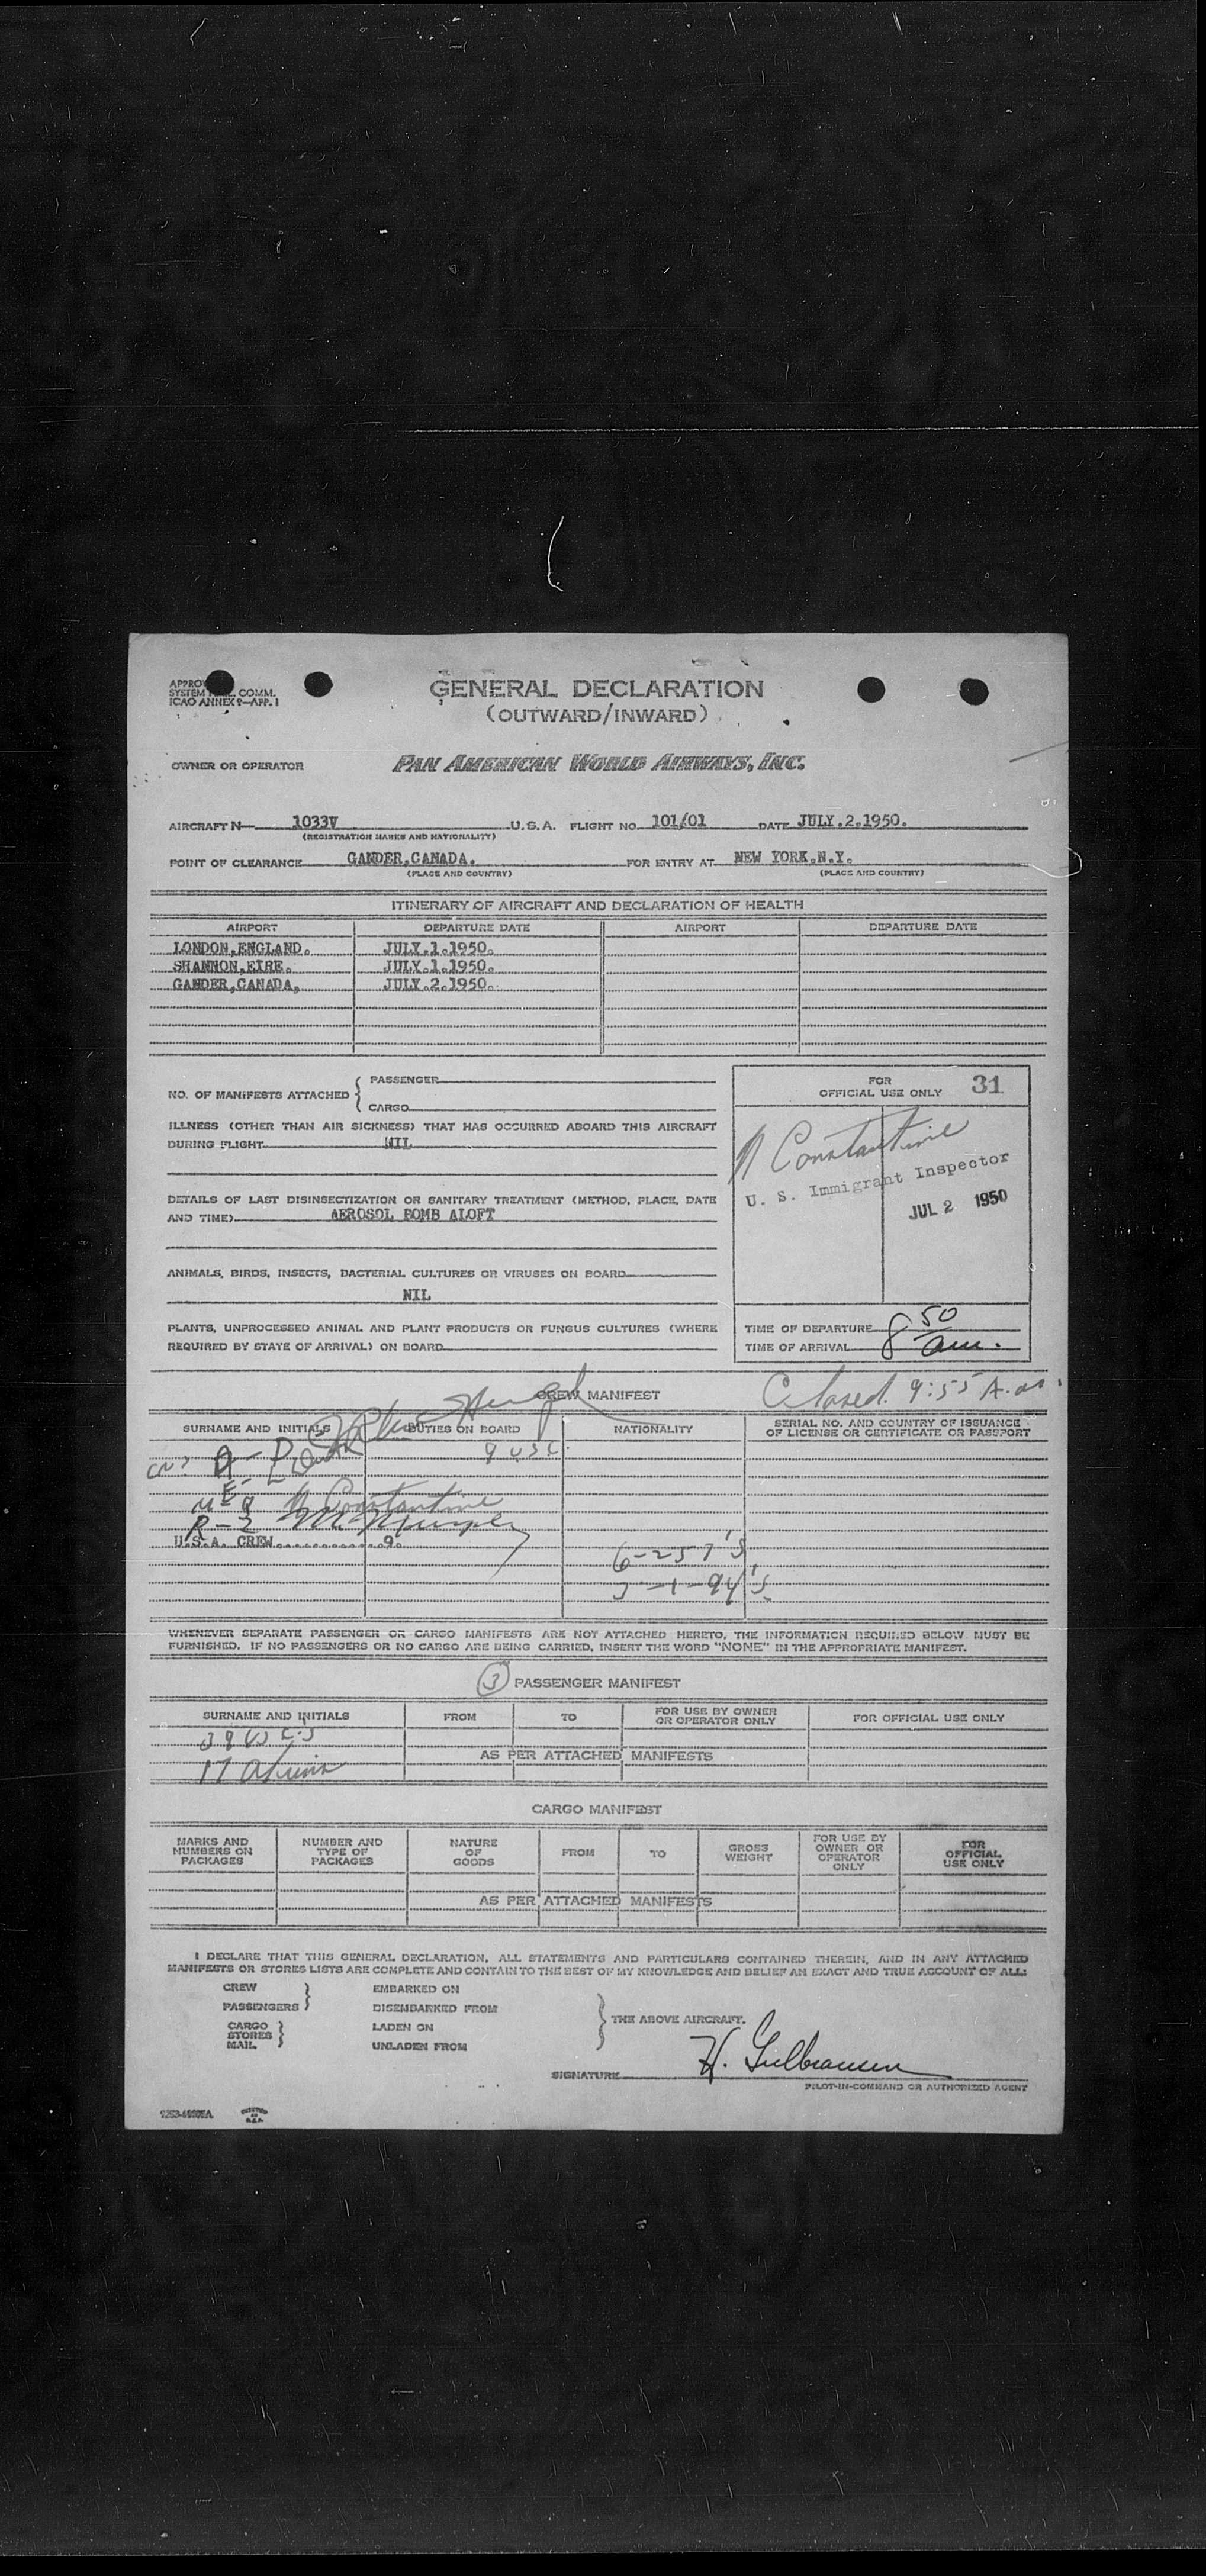 GENERAL DECLARATION
(OUTWARD/INWARD)
SYSTEM COMM.
ICAO ANNEX 9—APP. 1
OWNER OR OPERATOR PAN AMERICAN WORLD AIRWAYS, INC.
AIRCRAFT N— 1033V U.S.A. FLIGHT NO. 101/01 DATE JULY.2.1950.
(REGISTRATION MARKS AND NATIONALITY)
POINT OF CLEARANCE GANDER,CANADA. FOR ENTRY AT NEW YORK.N.Y.
(PLACE AND COUNTRY) (PLACE AND COUNTRY)
ITINERARY OF AIRCRAFT AND DECLARATION OF HEALTH
AIRPORT DEPARTURE DATE AIRPORT DEPARTURE DATE
LONDON,ENGLAND. JULY.1.1950.
SHANNON,EIRE. JULY.1.1950.
GANDER,CANADA, JULY.2.1950.
NO. OF MANIFESTS ATTACHED { PASSENGER
CARGO
ILLNESS (OTHER THAN AIR SICKNESS) THAT HAS OCCURRED ABOARD THIS AIRCRAFT
DURING FLIGHT NIL
DETAILS OF LAST DISINSECTIZATION OR SANITARY TREATMENT (METHOD, PLACE, DATE
AND TIME) AEROSOL BOMB ALOFT
ANIMALS, BIRDS, INSECTS, BACTERIAL CULTURES OR VIRUSES ON BOARD
NIL
PLANTS, UNPROCESSED ANIMAL AND PLANT PRODUCTS OR FUNGUS CULTURES (WHERE
REQUIRED BY STATE OF ARRIVAL) ON BOARD
FOR
OFFICIAL USE ONLY 31
N Constantine
U. S. Immigrant Inspector
JUL 2 1950
TIME OF DEPARTURE
TIME OF ARRIVAL 8 50 am.
CREW MANIFEST Closed. 9:55 A.m.
SURNAME AND INITIALS DUTIES ON BOARD NATIONALITY SERIAL NO. AND COUNTRY OF ISSUANCE
OF LICENSE OR CERTIFICATE OR PASSPORT
9 USC
N Constantine
R-2
U.S.A. CREW.............9.
6-257's
WHENEVER SEPARATE PASSENGER OR CARGO MANIFESTS ARE NOT ATTACHED HERETO, THE INFORMATION REQUIRED BELOW MUST BE
FURNISHED. IF NO PASSENGERS OR NO CARGO ARE BEING CARRIED, INSERT THE WORD "NONE" IN THE APPROPRIATE MANIFEST.
3 PASSENGER MANIFEST
SURNAME AND INITIALS FROM TO FOR USE BY OWNER
OR OPERATOR ONLY FOR OFFICIAL USE ONLY
AS PER ATTACHED MANIFESTS
17 aliens
CARGO MANIFEST
MARKS AND
NUMBERS ON
PACKAGES NUMBER AND
TYPE OF
PACKAGES NATURE
OF
GOODS FROM TO GROSS
WEIGHT FOR USE BY
OWNER OR
OPERATOR
ONLY FOR
OFFICIAL
USE ONLY
AS PER ATTACHED MANIFESTS
I DECLARE THAT THIS GENERAL DECLARATION, ALL STATEMENTS AND PARTICULARS CONTAINED THEREIN, AND IN ANY ATTACHED
MANIFESTS OR STORES LISTS ARE COMPLETE AND CONTAIN TO THE BEST OF MY KNOWLEDGE AND BELIEF AN EXACT AND TRUE ACCOUNT OF ALL:
CREW EMBARKED ON
PASSENGERS DISEMBARKED FROM
CARGO LADEN ON THE ABOVE AIRCRAFT.
STORES
MAIL UNLADEN FROM
SIGNATURE H. Gulbransen
PILOT-IN-COMMAND OR AUTHORIZED AGENT